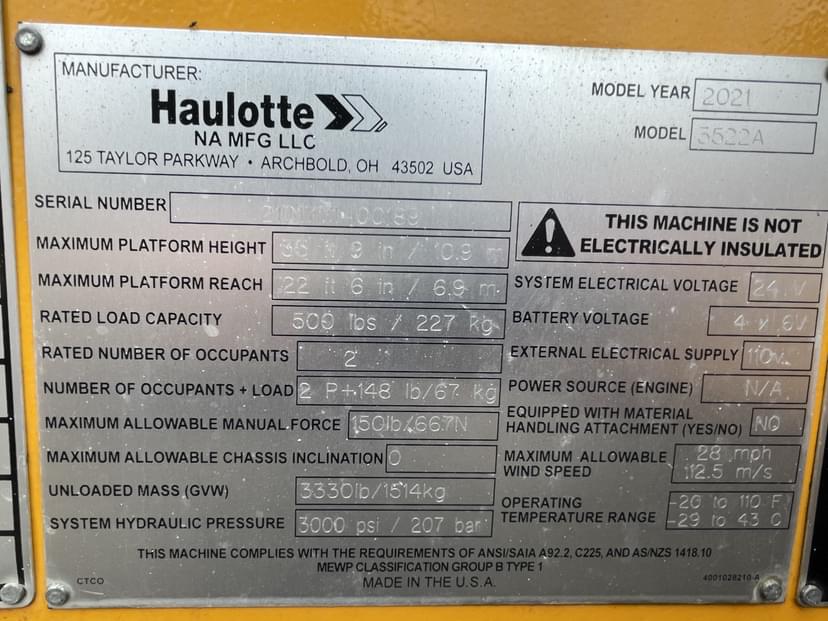 MANUFACTURER:
Haulotte
NA MFG LLC
125 TAYLOR PARKWAY • ARCHBOLD, OH 43502 USA
MODEL YEAR 2021
MODEL 3522A
SERIAL NUMBER
MAXIMUM PLATFORM HEIGHT 35 ft 9 in / 10.9 m
MAXIMUM PLATFORM REACH 22 ft 6 in / 6.9 m
RATED LOAD CAPACITY 500 lbs / 227 kg
RATED NUMBER OF OCCUPANTS 2
NUMBER OF OCCUPANTS + LOAD 2 P+148 lb/67 kg
MAXIMUM ALLOWABLE MANUAL FORCE 150lb/667N
MAXIMUM ALLOWABLE CHASSIS INCLINATION 0
UNLOADED MASS (GVW) 3330lb/1514kg
SYSTEM HYDRAULIC PRESSURE 3000 psi / 207 bar
THIS MACHINE IS NOT
ELECTRICALLY INSULATED
SYSTEM ELECTRICAL VOLTAGE 24 V
BATTERY VOLTAGE 4 x 6V
EXTERNAL ELECTRICAL SUPPLY 110v
POWER SOURCE (ENGINE) N/A
EQUIPPED WITH MATERIAL
HANDLING ATTACHMENT (YES/NO) NO
MAXIMUM ALLOWABLE 28 mph
WIND SPEED 12.5 m/s
OPERATING -20 to 110 F
TEMPERATURE RANGE -29 to 43 C
THIS MACHINE COMPLIES WITH THE REQUIREMENTS OF ANSI/SAIA A92.2, C225, AND AS/NZS 1418.10
MEWP CLASSIFICATION GROUP B TYPE 1
CTCO
MADE IN THE U.S.A.
4001028210-A